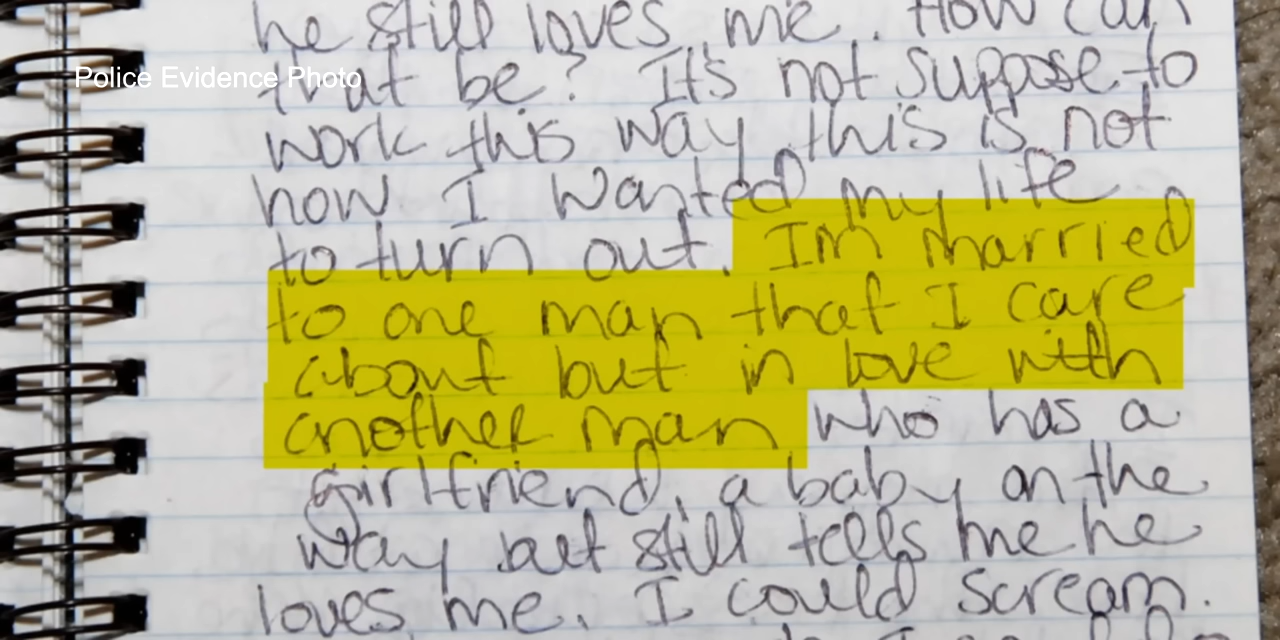 he still loves me. How can
Police Evidence Photo
that be? It's not suppose to
work this way this is not
how I wanted my life
to turn out. Im married
to one man that I care
about but in love with
another man who has a
girlfriend, a baby on the
way but still tells me he
loves me. I could scream.